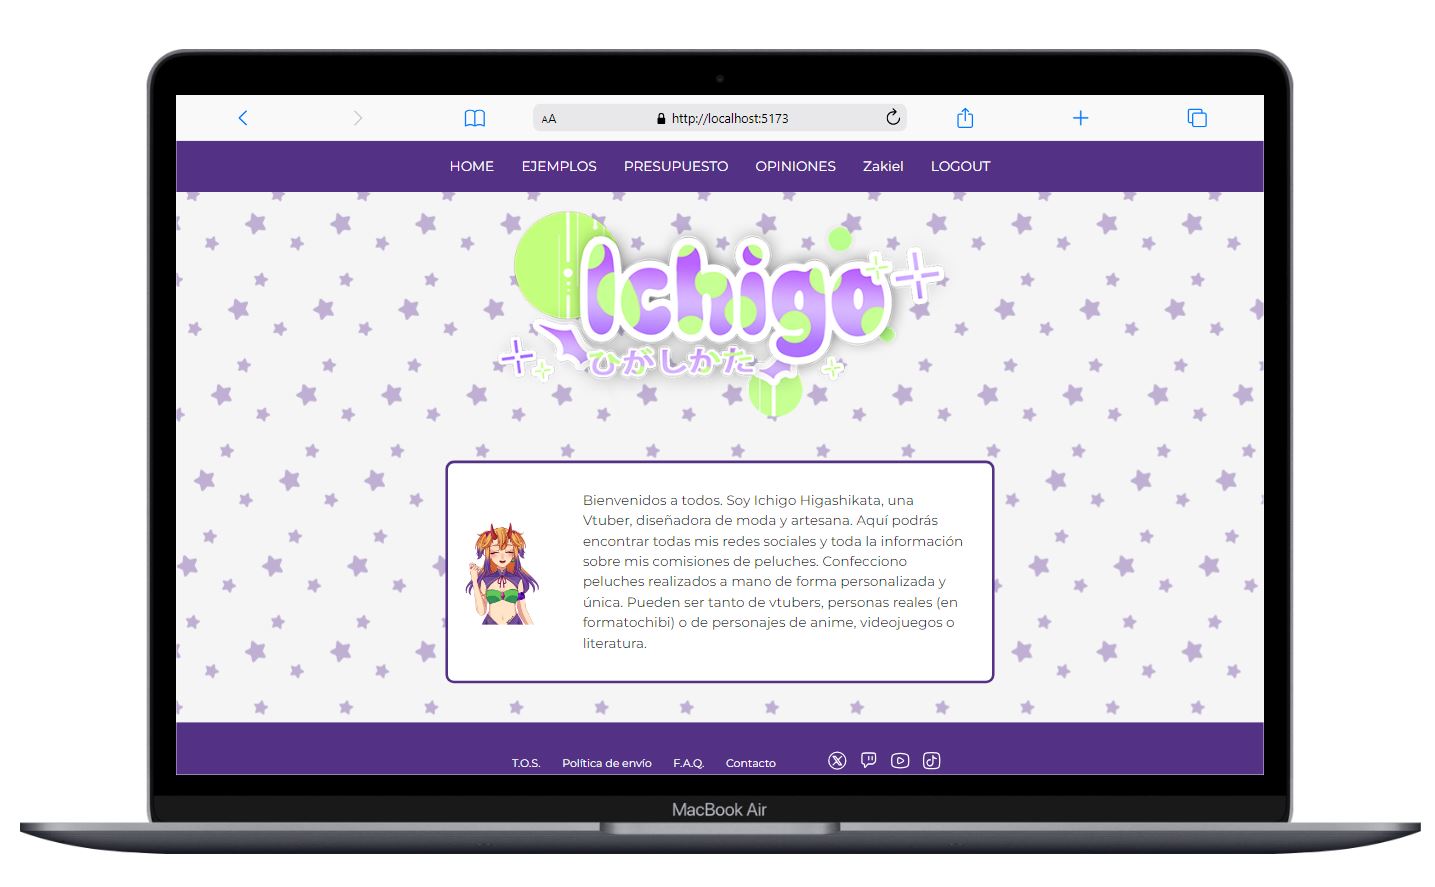 AA http://localhost:5173
HOME EJEMPLOS PRESUPUESTO OPINIONES Zakiel LOGOUT
Ichigo
ひがしかた
Bienvenidos a todos. Soy Ichigo Higashikata, una
Vtuber, diseñadora de moda y artesana. Aquí podrás
encontrar todas mis redes sociales y toda la información
sobre mis comisiones de peluches. Confecciono
peluches realizados a mano de forma personalizada y
única. Pueden ser tanto de vtubers, personas reales (en
formatochibi) o de personajes de anime, videojuegos o
literatura.
T.O.S. Política de envío F.A.Q. Contacto
MacBook Air